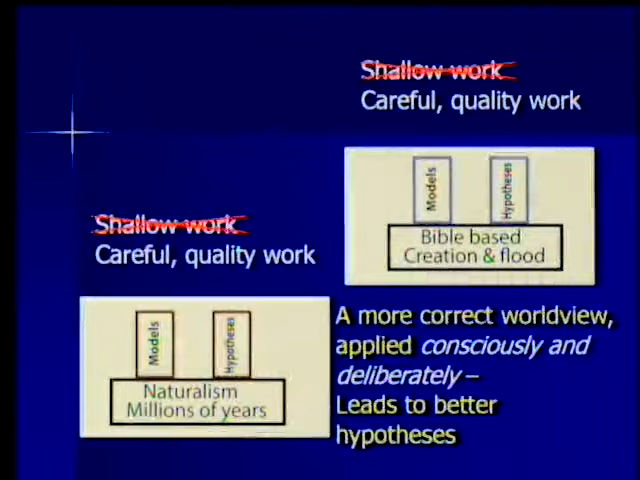 Shallow work
Careful, quality work
Models
Hypotheses
Bible based
Creation & flood
Shallow work
Careful, quality work
Models
Hypotheses
Naturalism
Millions of years
A more correct worldview,
applied consciously and
deliberately –
Leads to better
hypotheses